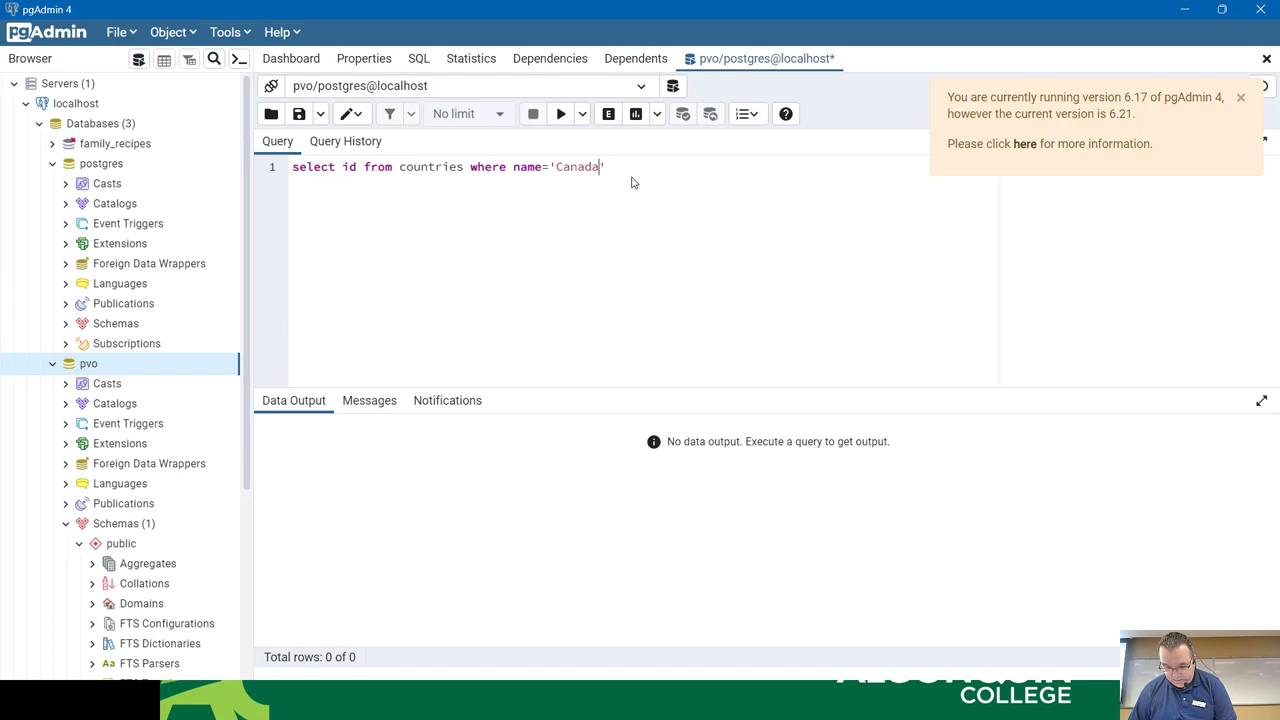 pgAdmin 4
pgAdmin File Object Tools Help
Browser
Dashboard Properties SQL Statistics Dependencies Dependents pvo/postgres@localhost*
Servers (1)
localhost
Databases (3)
family_recipes
postgres
Casts
Catalogs
Event Triggers
Extensions
Foreign Data Wrappers
Languages
Publications
Schemas
Subscriptions
pvo
Casts
Catalogs
Event Triggers
Extensions
Foreign Data Wrappers
Languages
Publications
Schemas (1)
public
Aggregates
Collations
Domains
FTS Configurations
FTS Dictionaries
Aa FTS Parsers
pvo/postgres@localhost
No limit E
Query Query History
1 select id from countries where name='Canada'
You are currently running version 6.17 of pgAdmin 4,
however the current version is 6.21.
Please click here for more information.
Data Output Messages Notifications
No data output. Execute a query to get output.
Total rows: 0 of 0
ALGONQUIN
COLLEGE